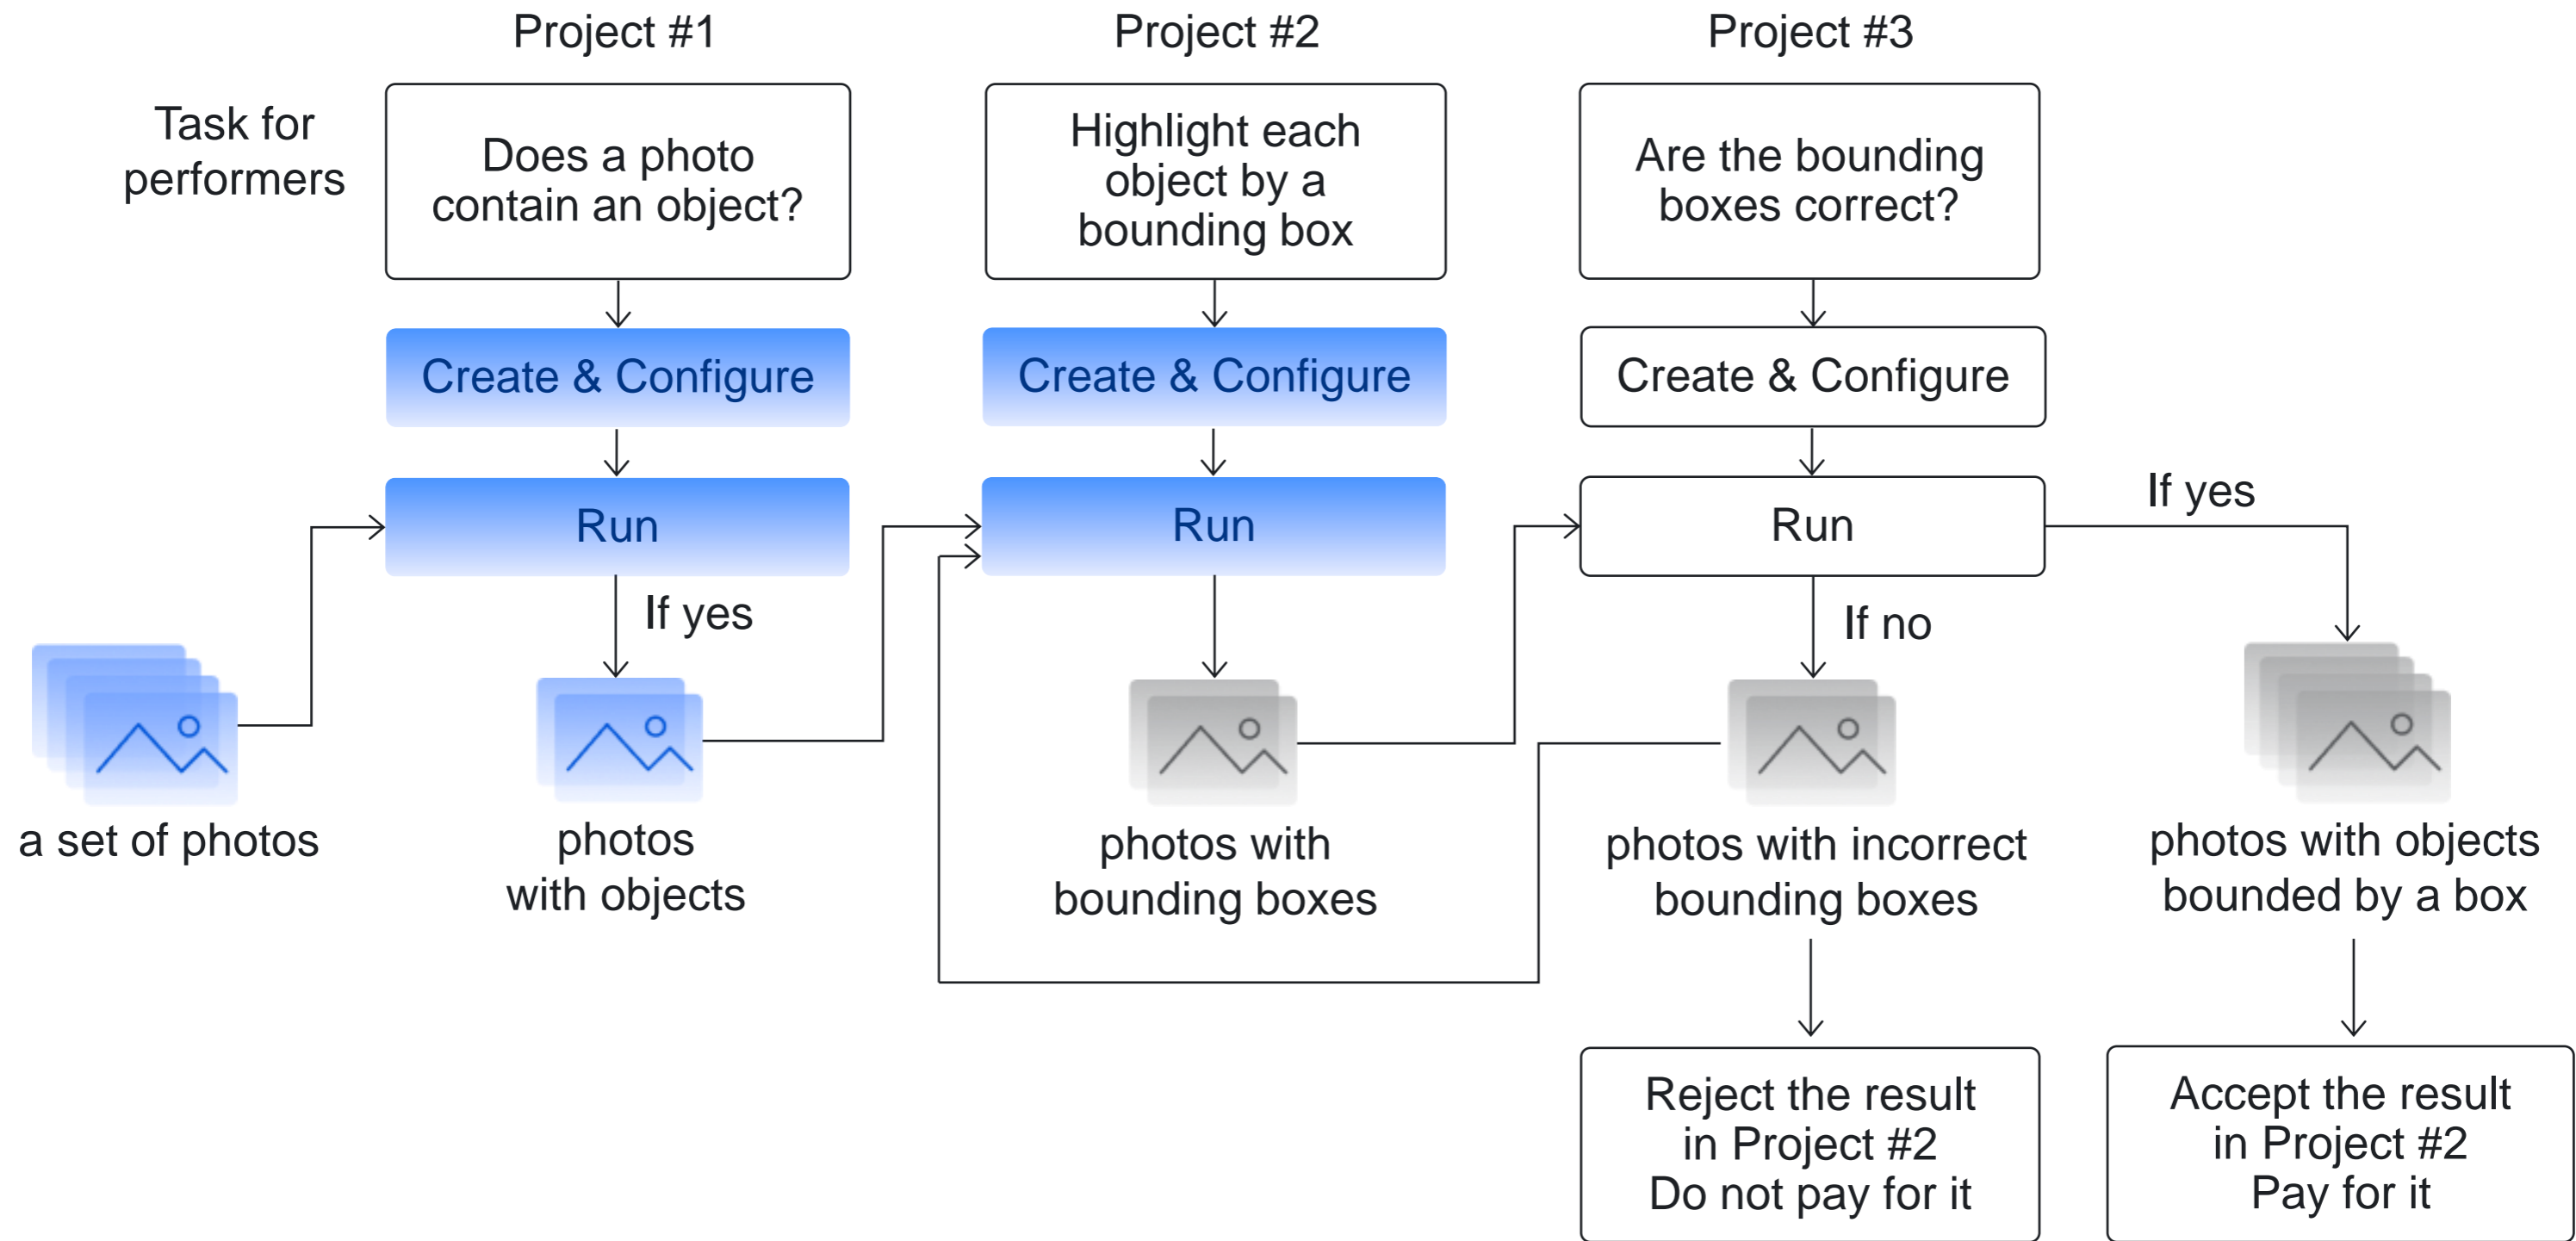 Project #1
Project #2
Project #3
Task for
performers
Does a photo
contain an object?
Highlight each
object by a
bounding box
Are the bounding
boxes correct?
Create & Configure
Create & Configure
Create & Configure
Run
Run
Run
If yes
If yes
If no
a set of photos
photos
with objects
photos with
bounding boxes
photos with incorrect
bounding boxes
photos with objects
bounded by a box
Reject the result
in Project #2
Do not pay for it
Accept the result
in Project #2
Pay for it